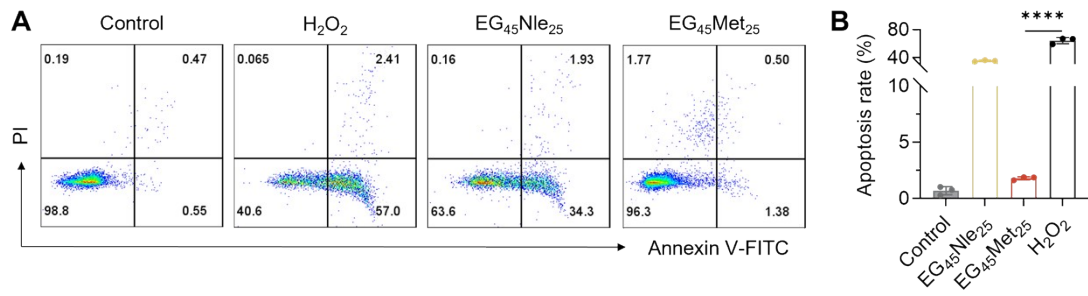 A
Control
H₂O₂
EG₄₅Nle₂₅
EG₄₅Met₂₅
0.19
0.47
98.8
0.55
0.065
2.41
40.6
57.0
0.16
1.93
63.6
34.3
1.77
0.50
96.3
1.38
PI
Annexin V-FITC
B
****
Apoptosis rate (%)
80
40
10
5
0
Control
EG₄₅Nle₂₅
EG₄₅Met₂₅
H₂O₂